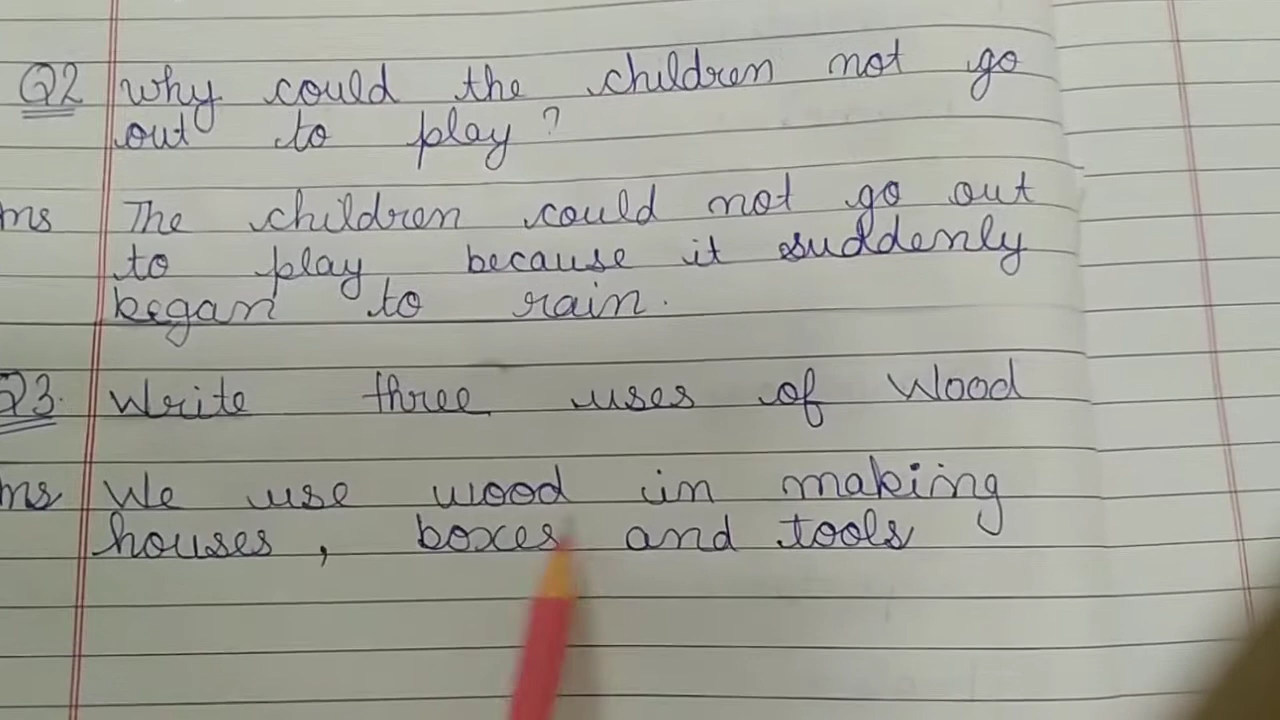 Q2 Why could the children not go
out to play?
ns The children could not go out
to play because it suddenly
began to rain.
Q3. Write three uses of Wood
ns We use wood in making
houses, boxes and tools